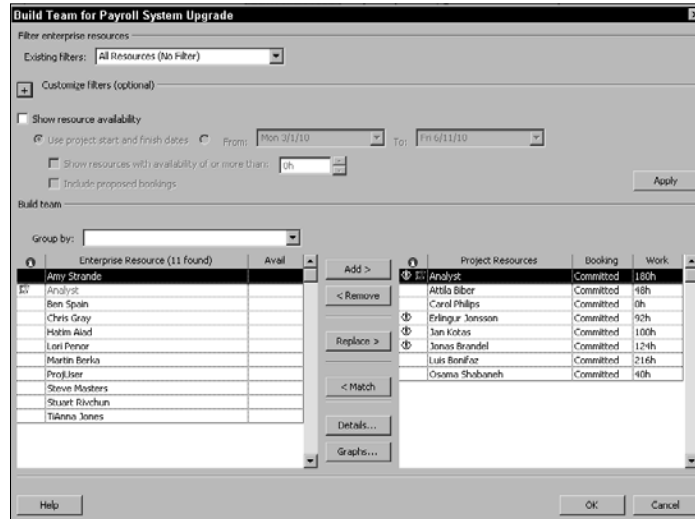 Build Team for Payroll System Upgrade
Filter enterprise resources
Existing filters: All Resources (No Filter)
+ Customize filters (optional)
Show resource availability
Use project start and finish dates From: Mon 3/1/10 To: Fri 6/11/10
Show resources with availability of or more than: 0h
Include proposed bookings
Apply
Build team
Group by:
Enterprise Resource (11 found) Avail
Amy Strande
Analyst
Ben Spain
Chris Gray
Hatim Aiad
Lori Penor
Martin Berka
ProjUser
Steve Masters
Stuart Rivchun
TiAnna Jones
Add >
< Remove
Replace >
< Match
Details...
Graphs...
Project Resources Booking Work
Analyst Committed 180h
Attila Biber Committed 48h
Carol Philips Committed 0h
Erlingur Jonsson Committed 92h
Jan Kotas Committed 100h
Jonas Brandel Committed 124h
Luis Bonifaz Committed 216h
Osama Shabaneh Committed 40h
Help
OK Cancel